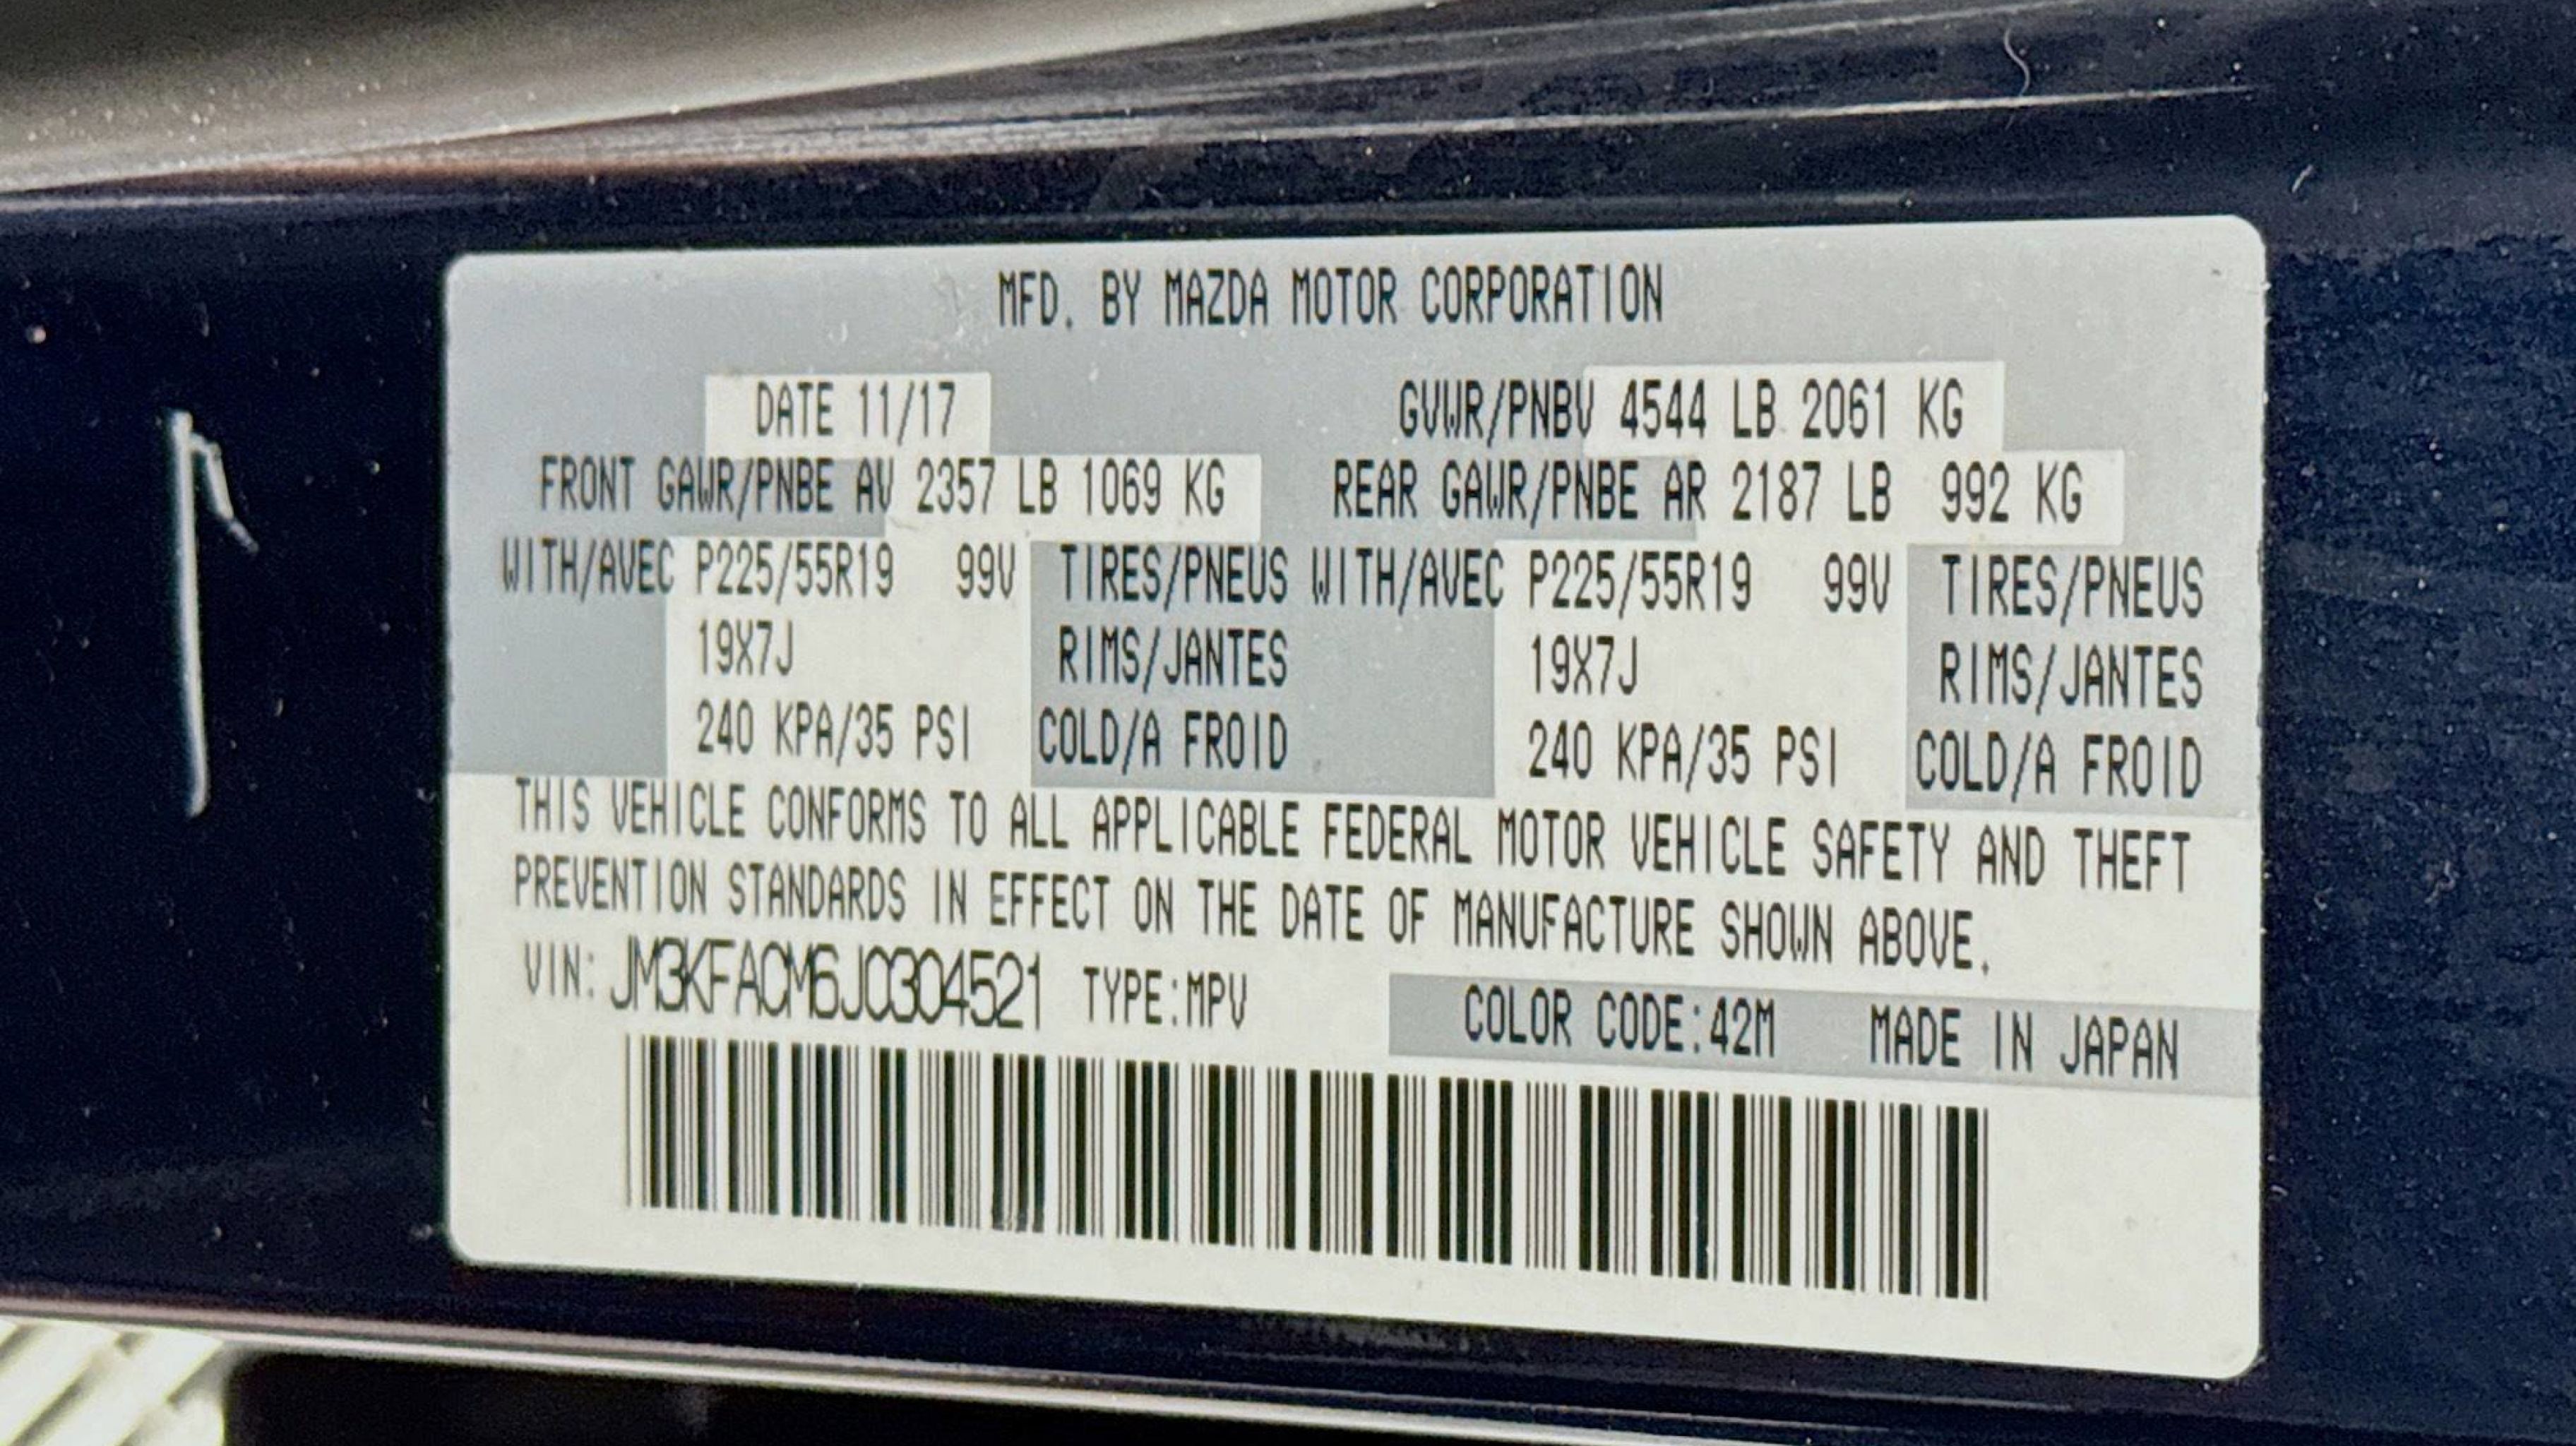 MFD. BY MAZDA MOTOR CORPORATION
DATE 11/17 GVWR/PNBV 4544 LB 2061 KG
FRONT GAWR/PNBE AV 2357 LB 1069 KG REAR GAWR/PNBE AR 2187 LB 992 KG
WITH/AVEC P225/55R19 99V TIRES/PNEUS WITH/AVEC P225/55R19 99V TIRES/PNEUS
19X7J RIMS/JANTES 19X7J RIMS/JANTES
240 KPA/35 PSI COLD/A FROID 240 KPA/35 PSI COLD/A FROID
THIS VEHICLE CONFORMS TO ALL APPLICABLE FEDERAL MOTOR VEHICLE SAFETY AND THEFT
PREVENTION STANDARDS IN EFFECT ON THE DATE OF MANUFACTURE SHOWN ABOVE.
VIN: JM3KFACM6J0304521 TYPE:MPV COLOR CODE:42M MADE IN JAPAN